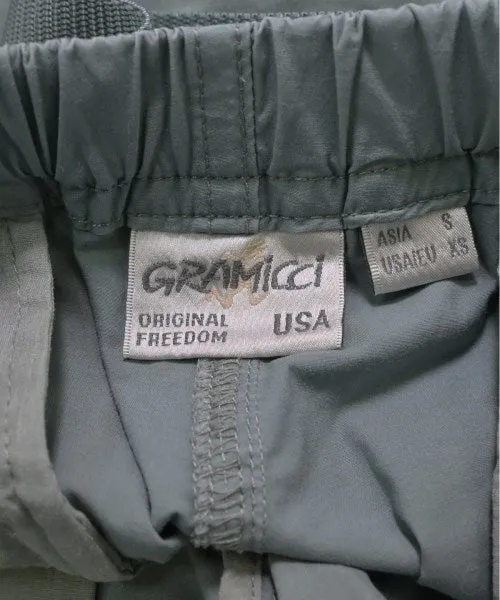 GRAMiCCi
ORIGINAL
FREEDOM
USA
ASIA S
USA/EU XS